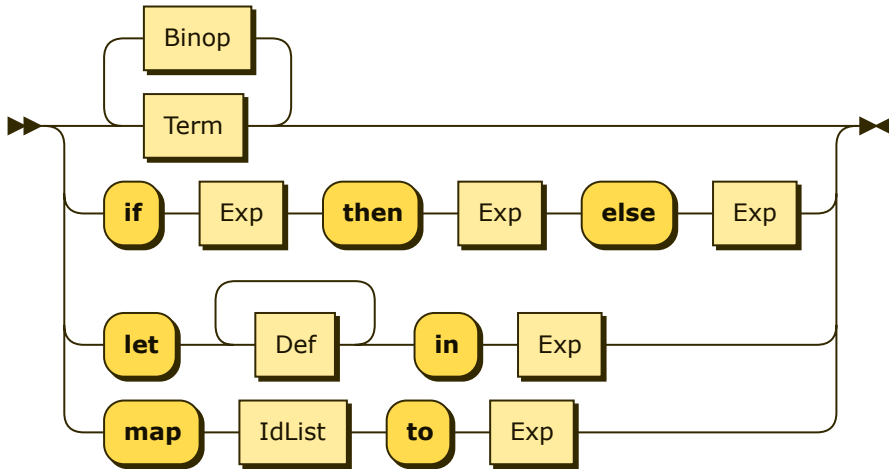 Binop
Term
if Exp then Exp else Exp
let Def in Exp
map IdList to Exp